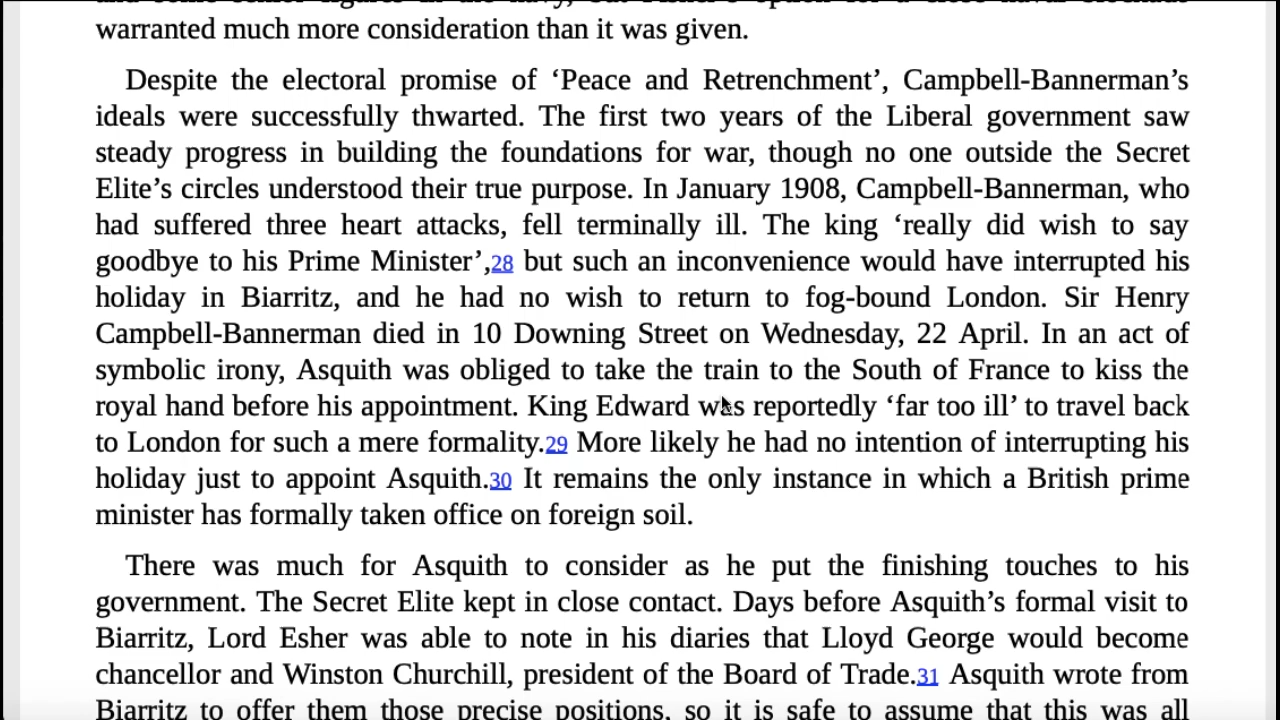 warranted much more consideration than it was given.
Despite the electoral promise of ‘Peace and Retrenchment’, Campbell-Bannerman’s
ideals were successfully thwarted. The first two years of the Liberal government saw
steady progress in building the foundations for war, though no one outside the Secret
Elite’s circles understood their true purpose. In January 1908, Campbell-Bannerman, who
had suffered three heart attacks, fell terminally ill. The king ‘really did wish to say
goodbye to his Prime Minister’,28 but such an inconvenience would have interrupted his
holiday in Biarritz, and he had no wish to return to fog-bound London. Sir Henry
Campbell-Bannerman died in 10 Downing Street on Wednesday, 22 April. In an act of
symbolic irony, Asquith was obliged to take the train to the South of France to kiss the
royal hand before his appointment. King Edward was reportedly ‘far too ill’ to travel back
to London for such a mere formality.29 More likely he had no intention of interrupting his
holiday just to appoint Asquith.30 It remains the only instance in which a British prime
minister has formally taken office on foreign soil.
There was much for Asquith to consider as he put the finishing touches to his
government. The Secret Elite kept in close contact. Days before Asquith’s formal visit to
Biarritz, Lord Esher was able to note in his diaries that Lloyd George would become
chancellor and Winston Churchill, president of the Board of Trade.31 Asquith wrote from
Biarritz to offer them those precise positions, so it is safe to assume that this was all